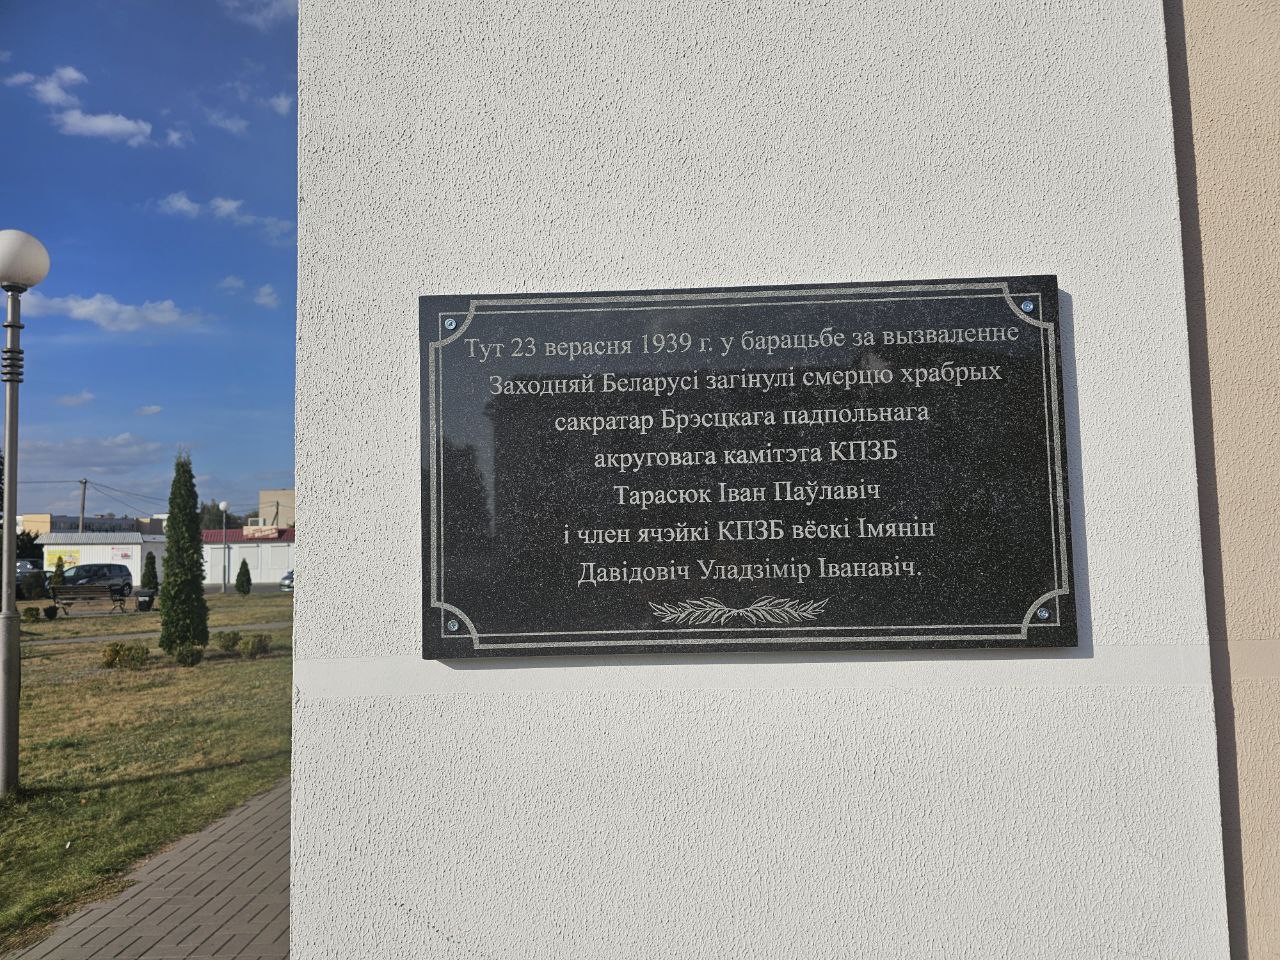 Тут 23 верасня 1939 г. у барацьбе за вызваленне
Заходняй Беларусі загінулі смерцю храбрых
сакратар Брэсцкага падпольнага
акруговага камітэта КПЗБ
Тарасюк Іван Паўлавіч
і член ячэйкі КПЗБ вёскі Імянін
Давідовіч Уладзімір Іванавіч.